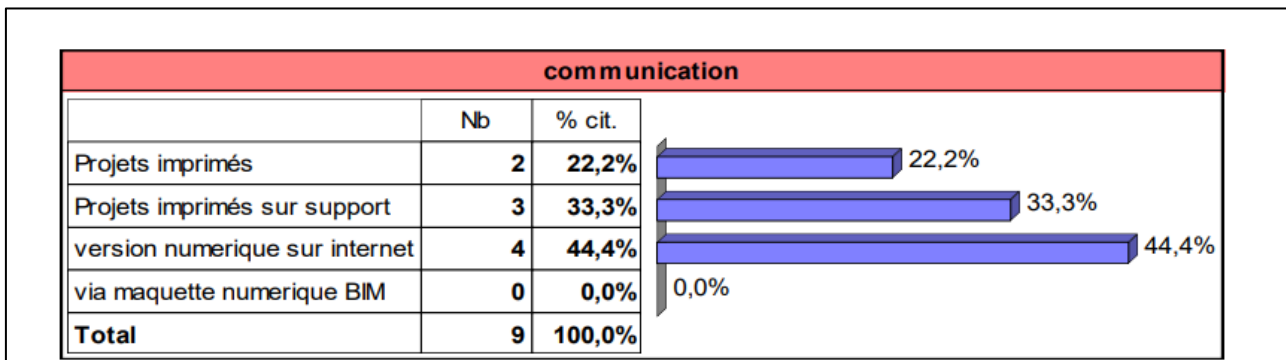 communication
Nb % cit.
Projets imprimés 2 22,2% 22,2%
Projets imprimés sur support 3 33,3% 33,3%
version numerique sur internet 4 44,4% 44,4%
via maquette numerique BIM 0 0,0% 0,0%
Total 9 100,0%